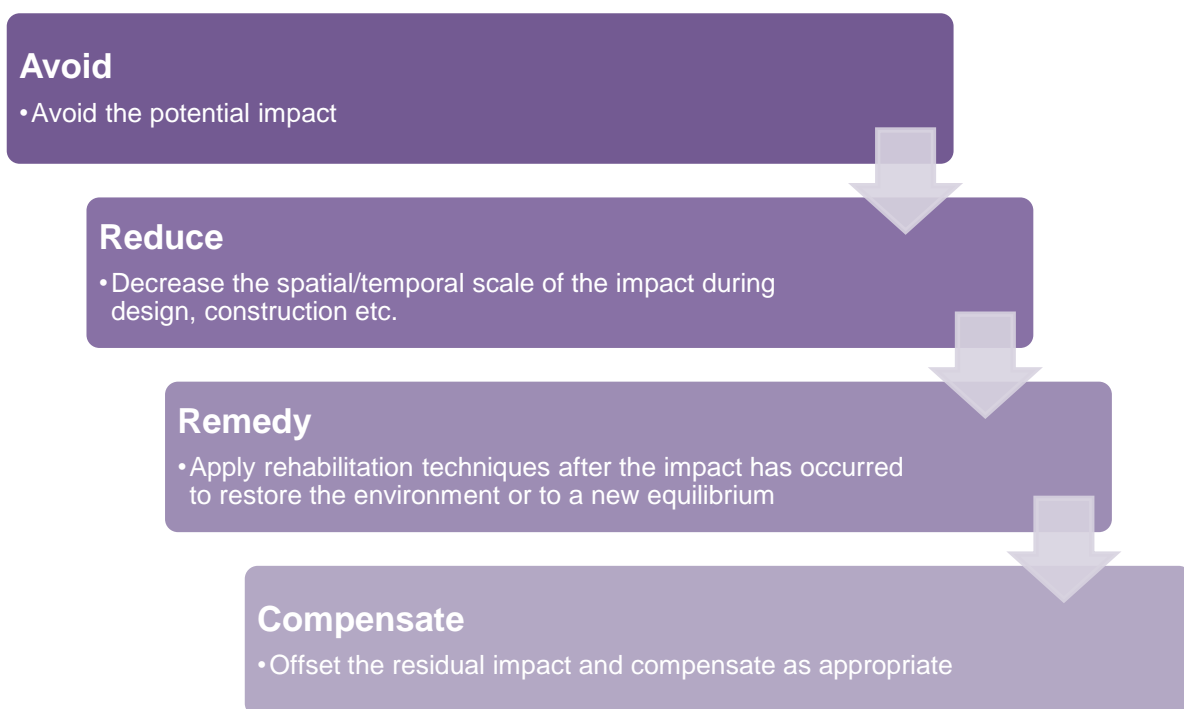 Avoid
•Avoid the potential impact
Reduce
•Decrease the spatial/temporal scale of the impact during
design, construction etc.
Remedy
•Apply rehabilitation techniques after the impact has occurred
to restore the environment or to a new equilibrium
Compensate
•Offset the residual impact and compensate as appropriate